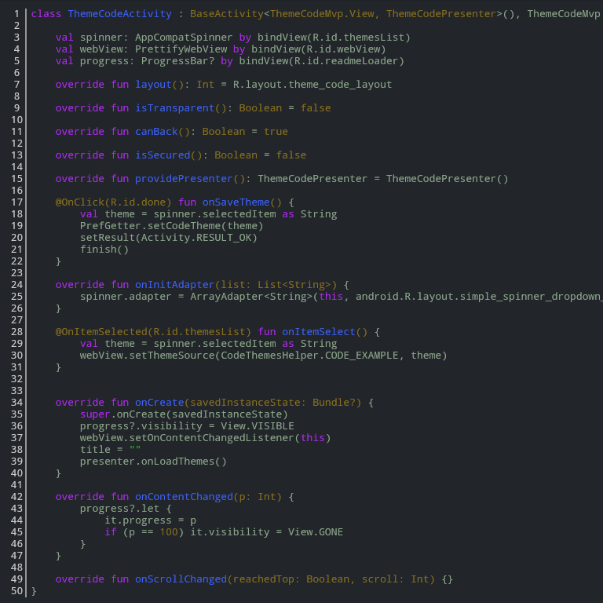 1 class ThemeCodeActivity : BaseActivity<ThemeCodeMvp.View, ThemeCodePresenter>(), ThemeCodeMvp
2
3     val spinner: AppCompatSpinner by bindView(R.id.themesList)
4     val webView: PrettifyWebView by bindView(R.id.webView)
5     val progress: ProgressBar? by bindView(R.id.readmeLoader)
6
7     override fun layout(): Int = R.layout.theme_code_layout
8
9     override fun isTransparent(): Boolean = false
10
11     override fun canBack(): Boolean = true
12
13     override fun isSecured(): Boolean = false
14
15     override fun providePresenter(): ThemeCodePresenter = ThemeCodePresenter()
16
17     @OnClick(R.id.done) fun onSaveTheme() {
18         val theme = spinner.selectedItem as String
19         PrefGetter.setCodeTheme(theme)
20         setResult(Activity.RESULT_OK)
21         finish()
22     }
23
24     override fun onInitAdapter(list: List<String>) {
25         spinner.adapter = ArrayAdapter<String>(this, android.R.layout.simple_spinner_dropdown_
26     }
27
28     @OnItemSelected(R.id.themesList) fun onItemSelect() {
29         val theme = spinner.selectedItem as String
30         webView.setThemeSource(CodeThemesHelper.CODE_EXAMPLE, theme)
31     }
32
33
34     override fun onCreate(savedInstanceState: Bundle?) {
35         super.onCreate(savedInstanceState)
36         progress?.visibility = View.VISIBLE
37         webView.setOnContentChangedListener(this)
38         title = ""
39         presenter.onLoadThemes()
40     }
41
42     override fun onContentChanged(p: Int) {
43         progress?.let {
44             it.progress = p
45             if (p == 100) it.visibility = View.GONE
46         }
47     }
48
49     override fun onScrollChanged(reachedTop: Boolean, scroll: Int) {}
50 }